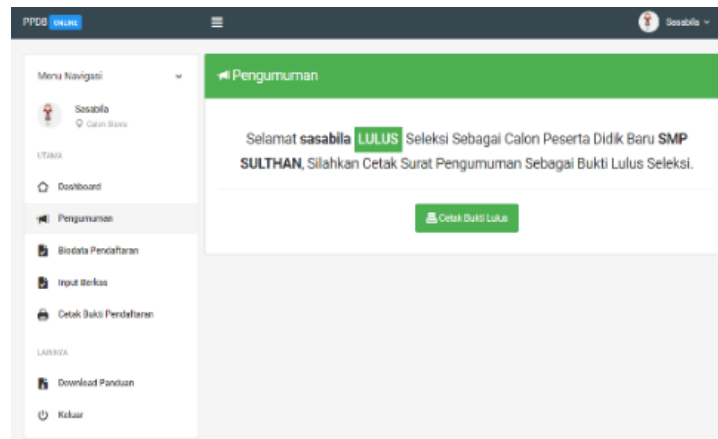 PPDB ONLINE
Sasabila
Menu Navigasi
Sasabila
Calon Siswa
UTAMA
Dashboard
Pengumuman
Biodata Pendaftaran
Input Berkas
Cetak Bukti Pendaftaran
LAINNYA
Download Panduan
Keluar
Pengumuman
Selamat sasabila LULUS Seleksi Sebagai Calon Peserta Didik Baru SMP
SULTHAN, Silahkan Cetak Surat Pengumuman Sebagai Bukti Lulus Seleksi.
Cetak Bukti Lulus